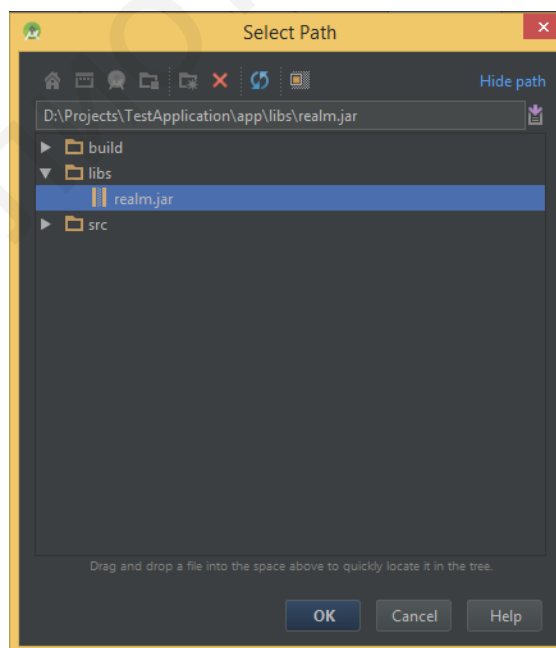 Select Path
Hide path
D:\Projects\TestApplication\app\libs\realm.jar
build
libs
realm.jar
src
Drag and drop a file into the space above to quickly locate it in the tree.
OK Cancel Help